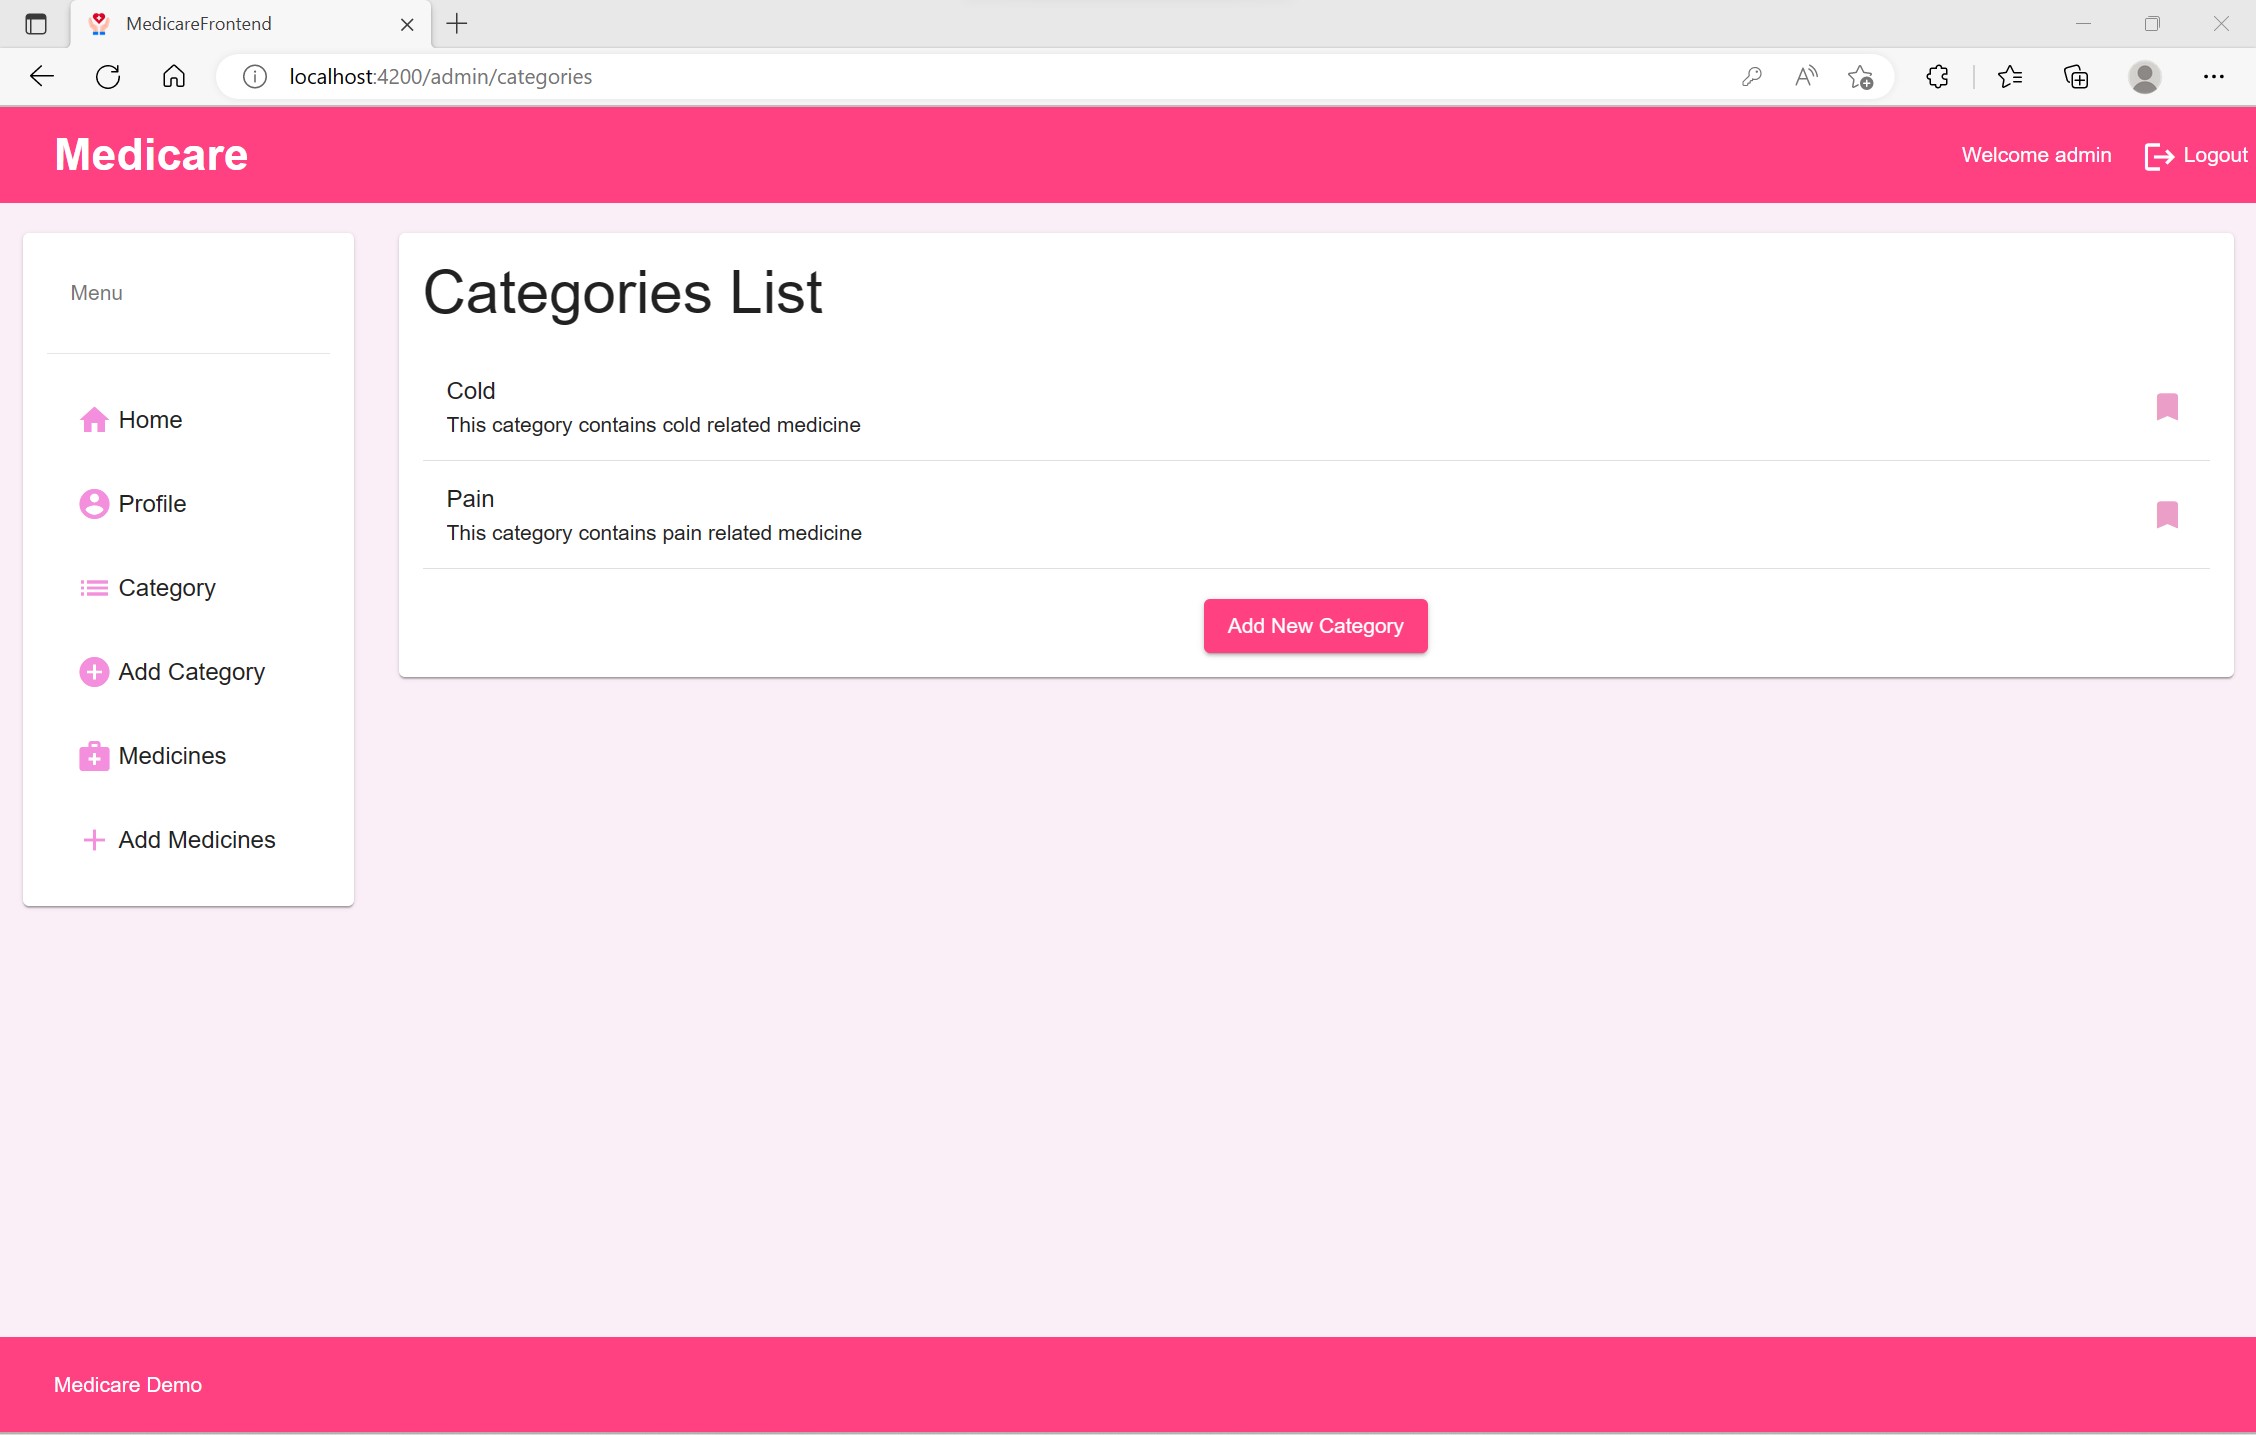 MedicareFrontend
localhost:4200/admin/categories
Medicare
Welcome admin
Logout
Menu
Home
Profile
Category
Add Category
Medicines
Add Medicines
Categories List
Cold
This category contains cold related medicine
Pain
This category contains pain related medicine
Add New Category
Medicare Demo